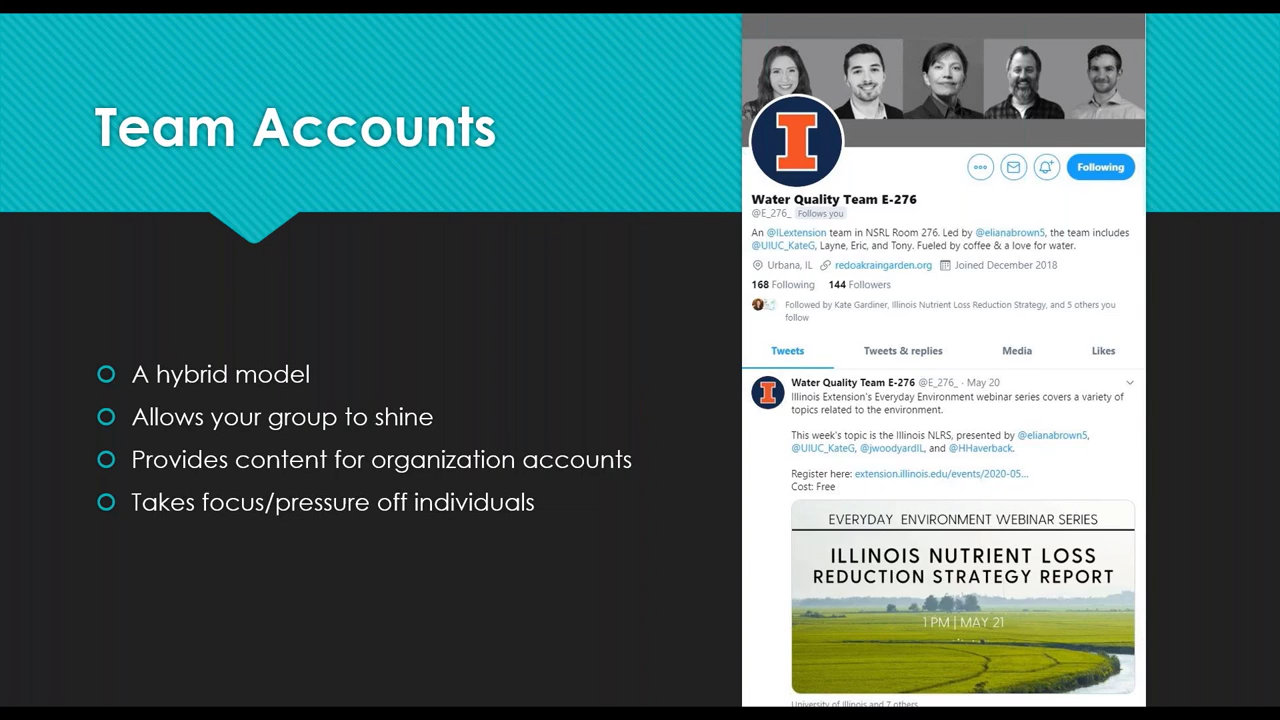 Team Accounts
A hybrid model
Allows your group to shine
Provides content for organization accounts
Takes focus/pressure off individuals
I
Following
Water Quality Team E-276
@E_276_ Follows you
An @ILextension team in NSRL Room 276. Led by @elianabrown5, the team includes
@UIUC_KateG, Layne, Eric, and Tony. Fueled by coffee & a love for water.
Urbana, IL redoakraingarden.org Joined December 2018
168 Following 144 Followers
Followed by Kate Gardiner, Illinois Nutrient Loss Reduction Strategy, and 5 others you
follow
Tweets Tweets & replies Media Likes
I
Water Quality Team E-276 @E_276_ · May 20
Illinois Extension's Everyday Environment webinar series covers a variety of
topics related to the environment.
This week's topic is the Illinois NLRS, presented by @elianabrown5,
@UIUC_KateG, @jwoodyardIL, and @HHaverback.
Register here: extension.illinois.edu/events/2020-05...
Cost: Free
EVERYDAY ENVIRONMENT WEBINAR SERIES
ILLINOIS NUTRIENT LOSS
REDUCTION STRATEGY REPORT
1 PM | MAY 21
University of Illinois and 7 others